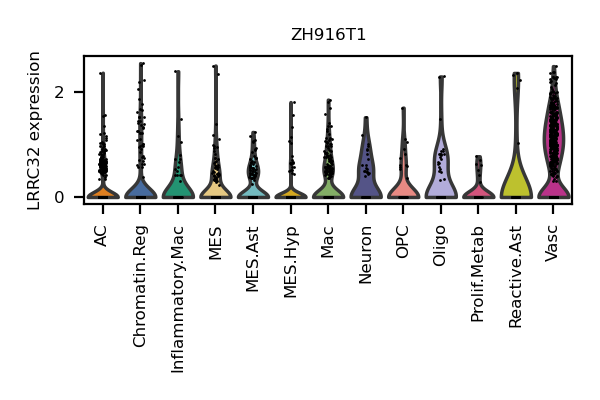 ZH916T1
LRRC32 expression
2
0
AC
Chromatin.Reg
Inflammatory.Mac
MES
MES.Ast
MES.Hyp
Mac
Neuron
OPC
Oligo
Prolif.Metab
Reactive.Ast
Vasc